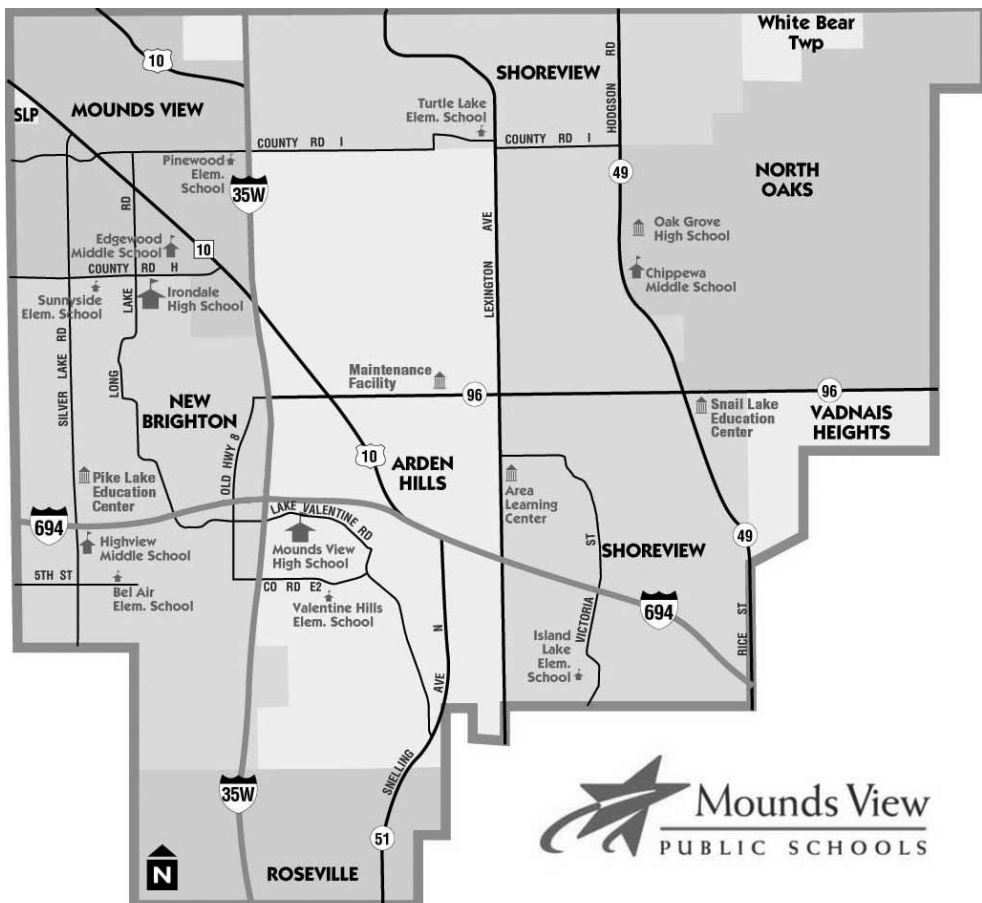 White Bear
Twp
10
SHOREVIEW
HODGSON RD
MOUNDS VIEW
SLP
Turtle Lake
Elem. School
COUNTY RD I
COUNTY RD I
Pinewood
Elem.
School
35W
49
NORTH
OAKS
LONG LAKE RD
LEXINGTON AVE
Oak Grove
High School
Edgewood
Middle School
10
COUNTY RD H
Chippewa
Middle School
Sunnyside
Elem. School
Irondale
High School
SILVER LAKE RD
Maintenance
Facility
96
96
NEW
BRIGHTON
Snail Lake
Education
Center
VADNAIS
HEIGHTS
OLD HWY 8
10
ARDEN
HILLS
Pike Lake
Education
Center
Area
Learning
Center
694
LAKE VALENTINE RD
49
Highview
Middle School
Mounds View
High School
SHOREVIEW
5TH ST
Bel Air
Elem. School
CO RD E2
Valentine Hills
Elem. School
VICTORIA ST
694
RICE ST
Island
Lake
Elem.
School
SNELLING AVE N
35W
51
N
ROSEVILLE
Mounds View
PUBLIC SCHOOLS